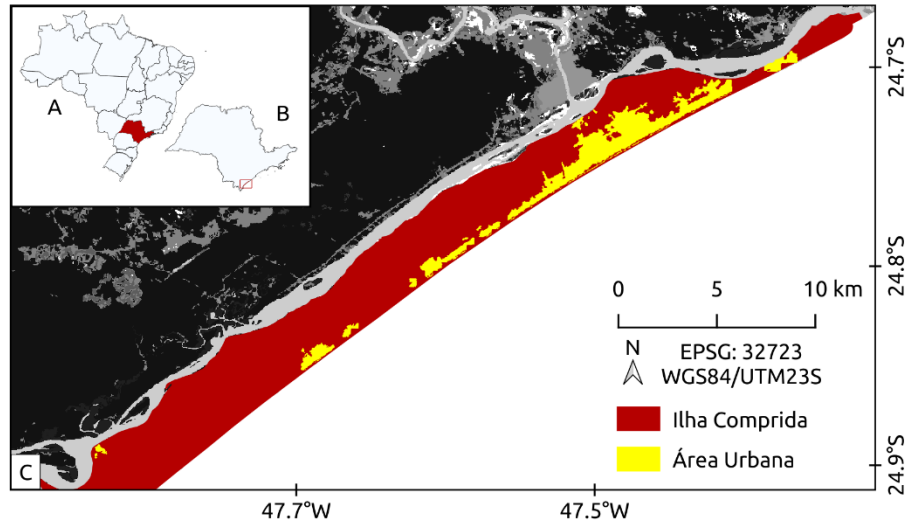 A
B
24.7°S
24.8°S
0 5 10 km
N
EPSG: 32723
WGS84/UTM23S
Ilha Comprida
Área Urbana
C
24.9°S
47.7°W
47.5°W